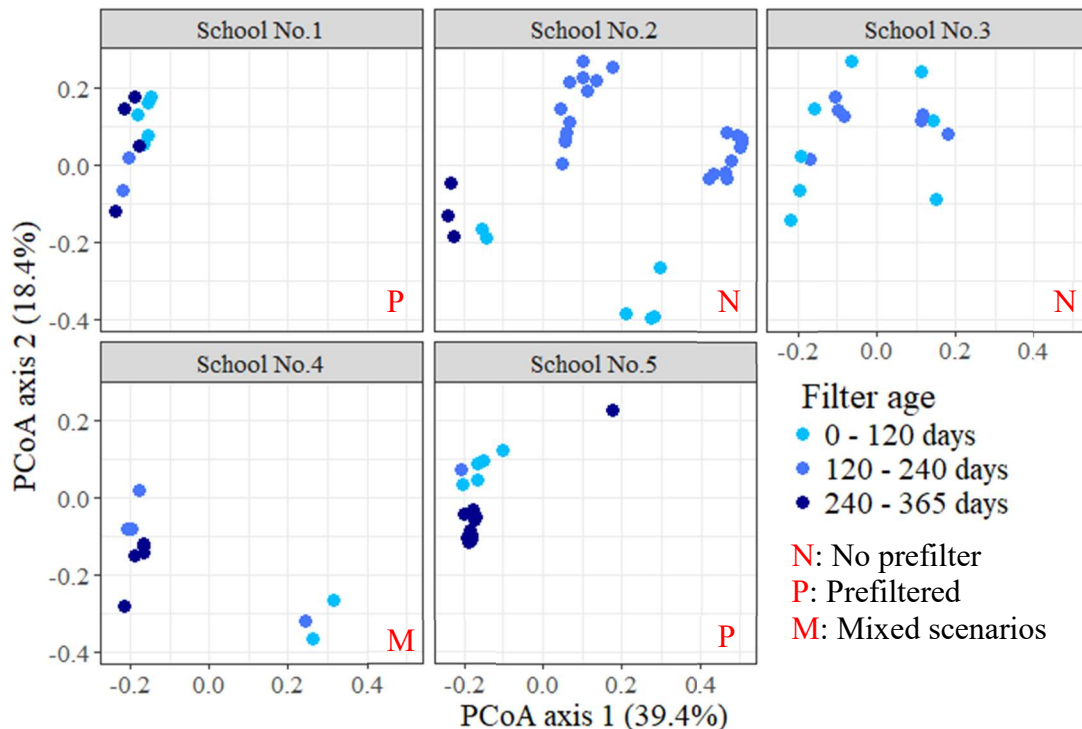 School No.1
School No.2
School No.3
0.2
0.0
-0.2
-0.4
P
N
N
-0.2 0.0 0.2 0.4
School No.4
School No.5
0.2
0.0
-0.2
-0.4
M
P
-0.2 0.0 0.2 0.4
-0.2 0.0 0.2 0.4
PCoA axis 2 (18.4%)
PCoA axis 1 (39.4%)
Filter age
0 - 120 days
120 - 240 days
240 - 365 days
N: No prefilter
P: Prefiltered
M: Mixed scenarios